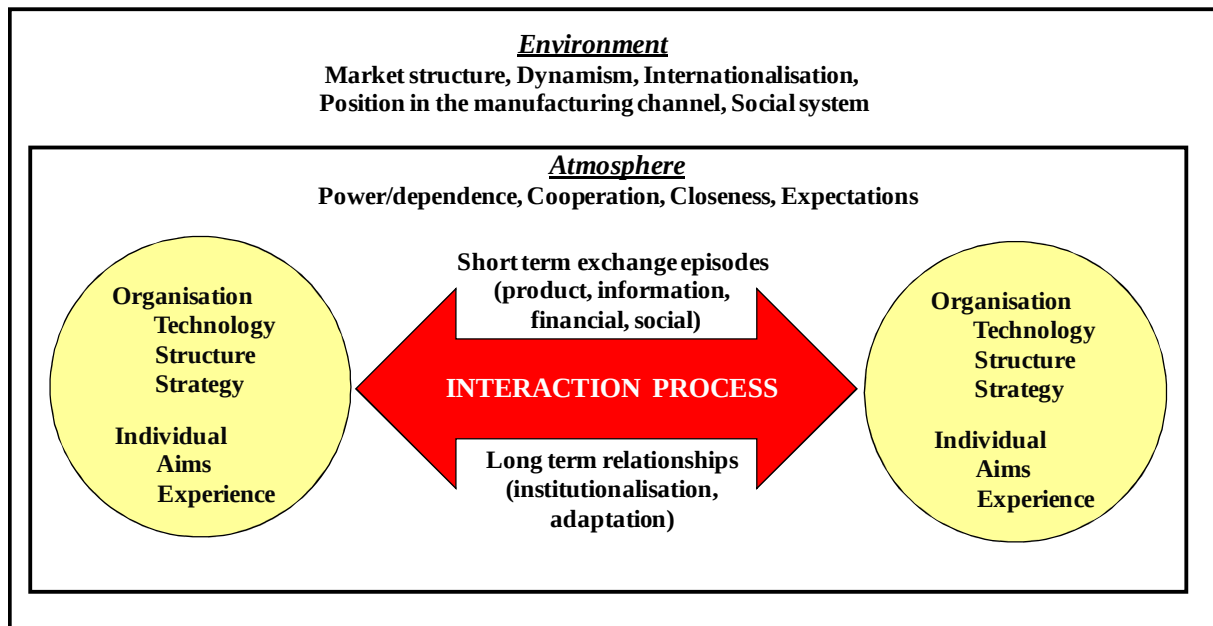 Environment
Market structure, Dynamism, Internationalisation,
Position in the manufacturing channel, Social system
Atmosphere
Power/dependence, Cooperation, Closeness, Expectations
Organisation
Technology
Structure
Strategy
Individual
Aims
Experience
Short term exchange episodes
(product, information,
financial, social)
INTERACTION PROCESS
Long term relationships
(institutionalisation,
adaptation)
Organisation
Technology
Structure
Strategy
Individual
Aims
Experience